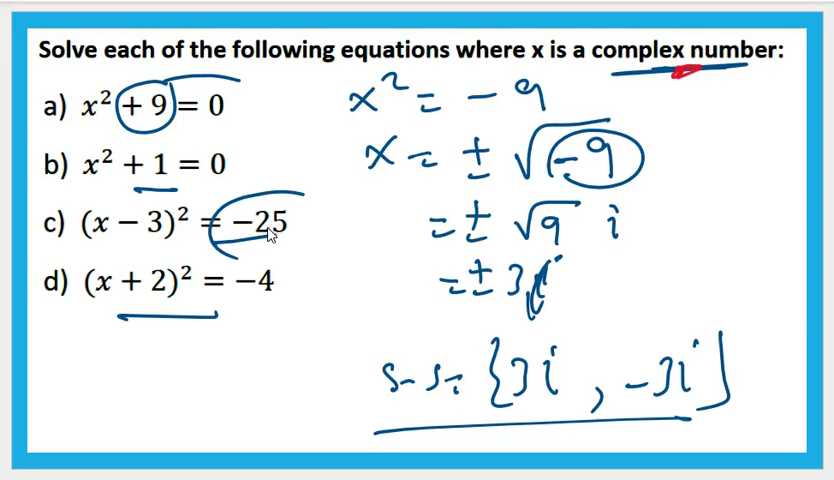 Solve each of the following equations where x is a complex number:
a) x² + 9 = 0
b) x² + 1 = 0
c) (x − 3)² = −25
d) (x + 2)² = −4
x² = − 9
x = ± √−9
= ± √9 i
= ± 3i
S-S= {3i , −3i}